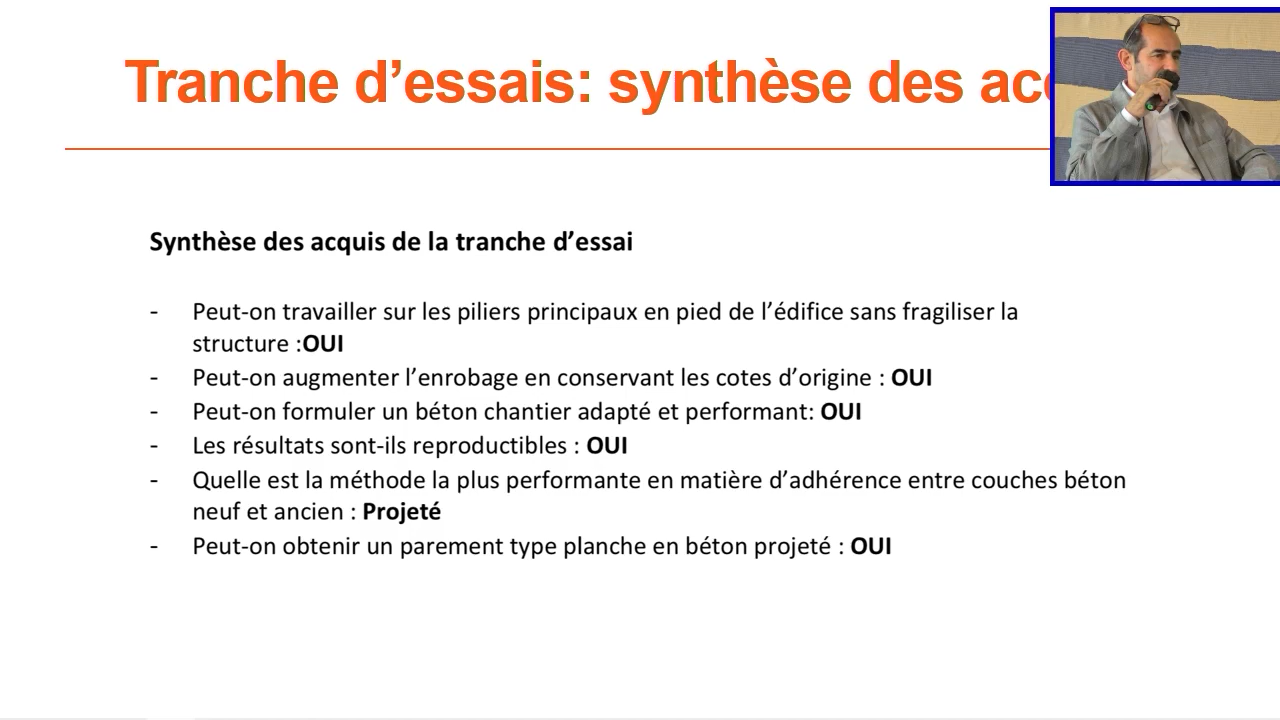 Tranche d’essais: synthèse des
Synthèse des acquis de la tranche d’essai
- Peut-on travailler sur les piliers principaux en pied de l’édifice sans fragiliser la
structure :OUI
- Peut-on augmenter l’enrobage en conservant les cotes d’origine : OUI
- Peut-on formuler un béton chantier adapté et performant: OUI
- Les résultats sont-ils reproductibles : OUI
- Quelle est la méthode la plus performante en matière d’adhérence entre couches béton
neuf et ancien : Projeté
- Peut-on obtenir un parement type planche en béton projeté : OUI